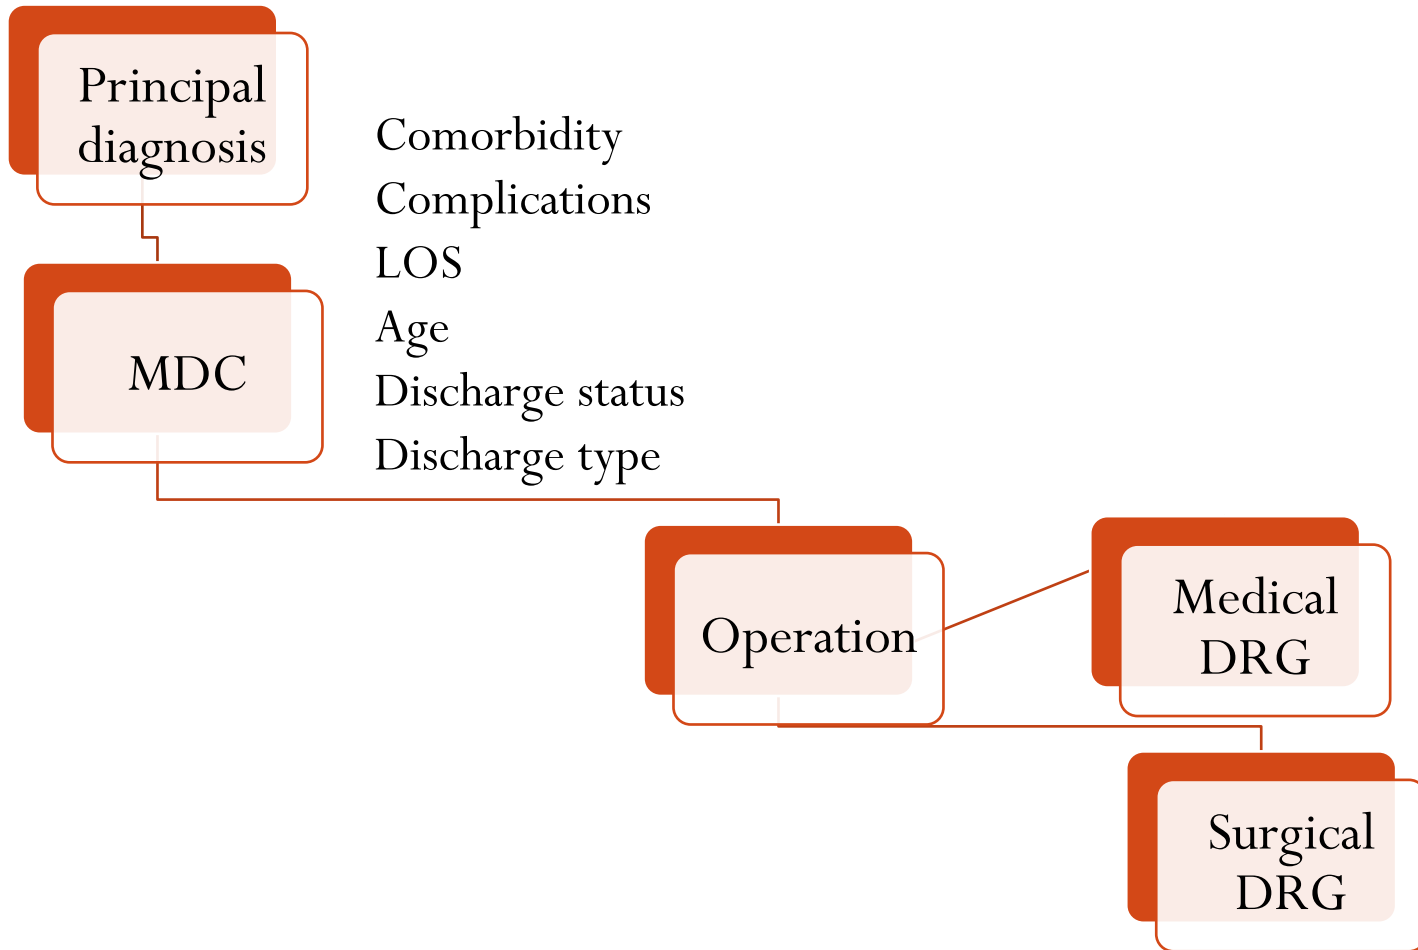 Principal
diagnosis
Comorbidity
Complications
LOS
Age
Discharge status
Discharge type
MDC
Operation
Medical
DRG
Surgical
DRG